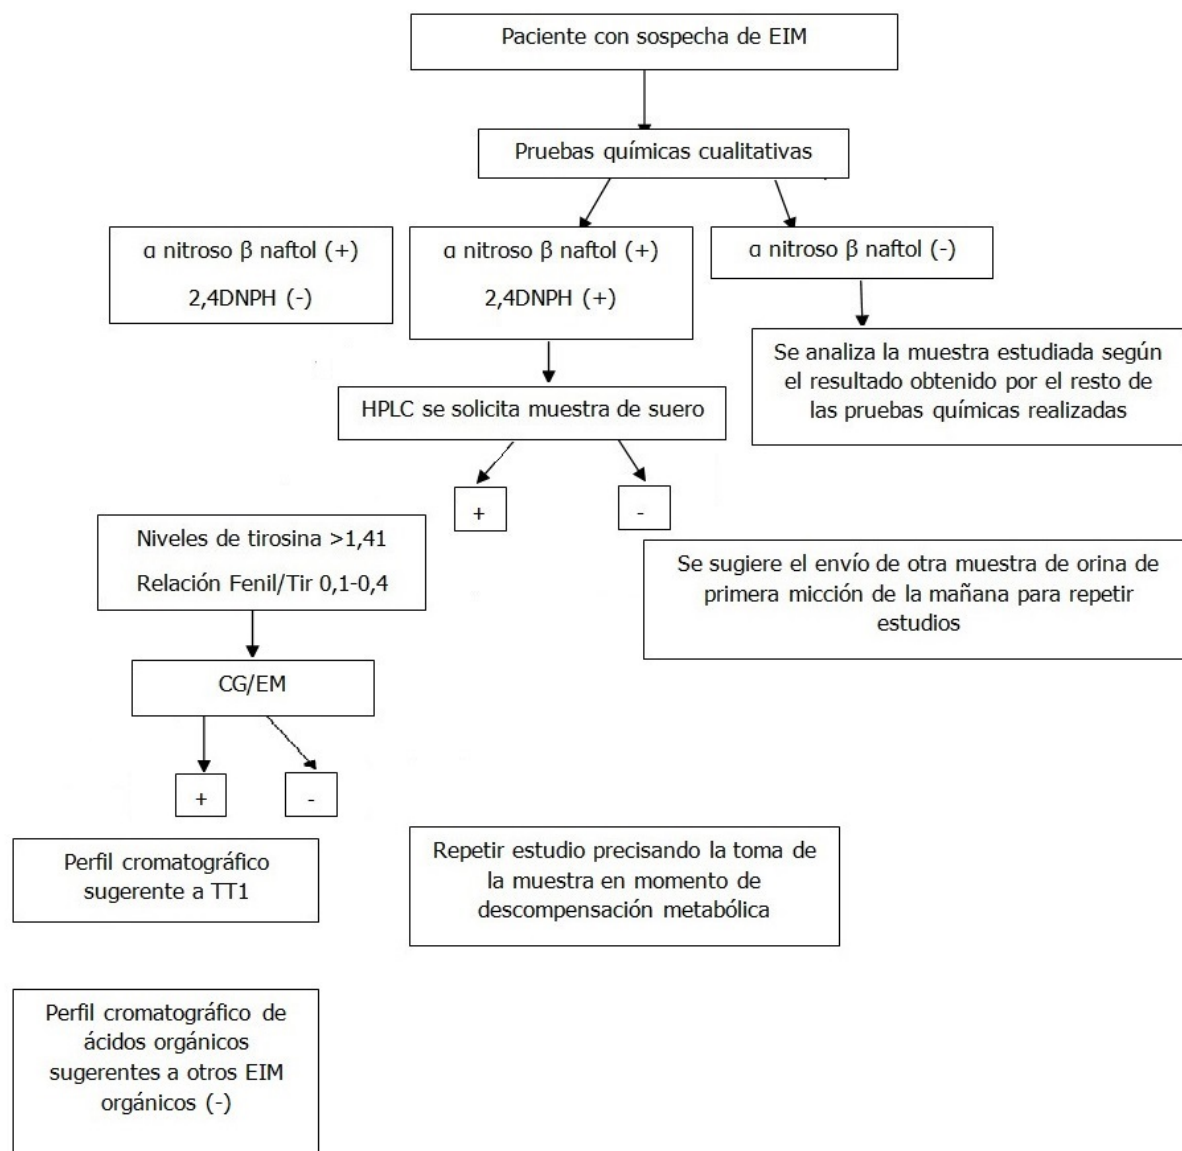 Paciente con sospecha de EIM
Pruebas químicas cualitativas
α nitroso β naftol (+)
2,4DNPH (-)
α nitroso β naftol (+)
2,4DNPH (+)
α nitroso β naftol (-)
Se analiza la muestra estudiada según
el resultado obtenido por el resto de
las pruebas químicas realizadas
HPLC se solicita muestra de suero
+
-
Niveles de tirosina >1,41
Relación Fenil/Tir 0,1-0,4
Se sugiere el envío de otra muestra de orina de
primera micción de la mañana para repetir
estudios
CG/EM
+
-
Perfil cromatográfico
sugerente a TT1
Repetir estudio precisando la toma de
la muestra en momento de
descompensación metabólica
Perfil cromatográfico de
ácidos orgánicos
sugerentes a otros EIM
orgánicos (-)